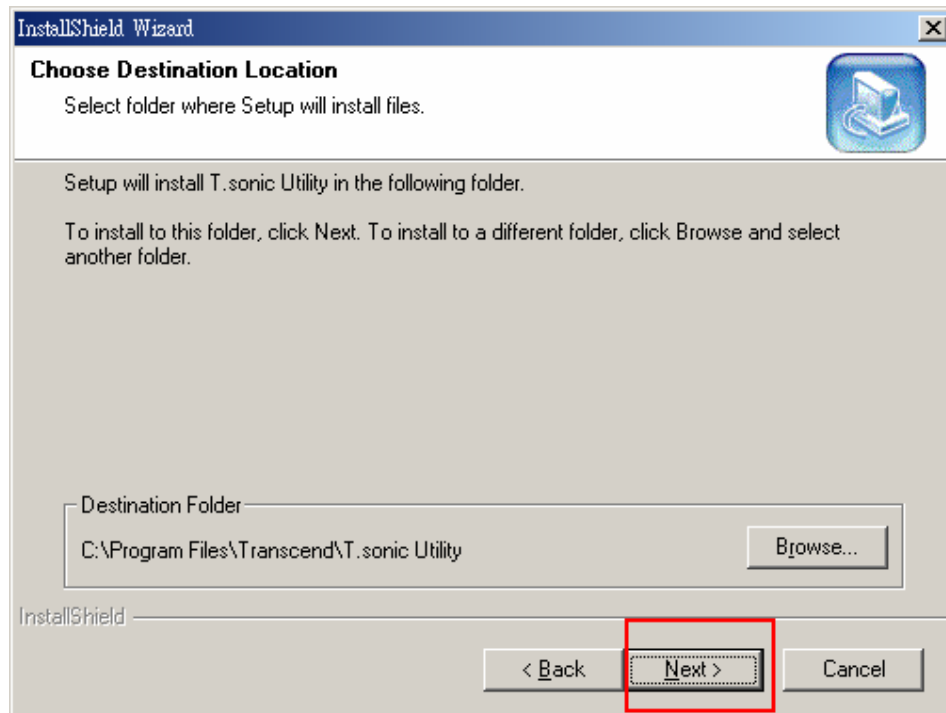 InstallShield Wizard
Choose Destination Location
Select folder where Setup will install files.
Setup will install T.sonic Utility in the following folder.
To install to this folder, click Next. To install to a different folder, click Browse and select
another folder.
Destination Folder
C:\Program Files\Transcend\T.sonic Utility
Browse...
InstallShield
< Back
Next >
Cancel